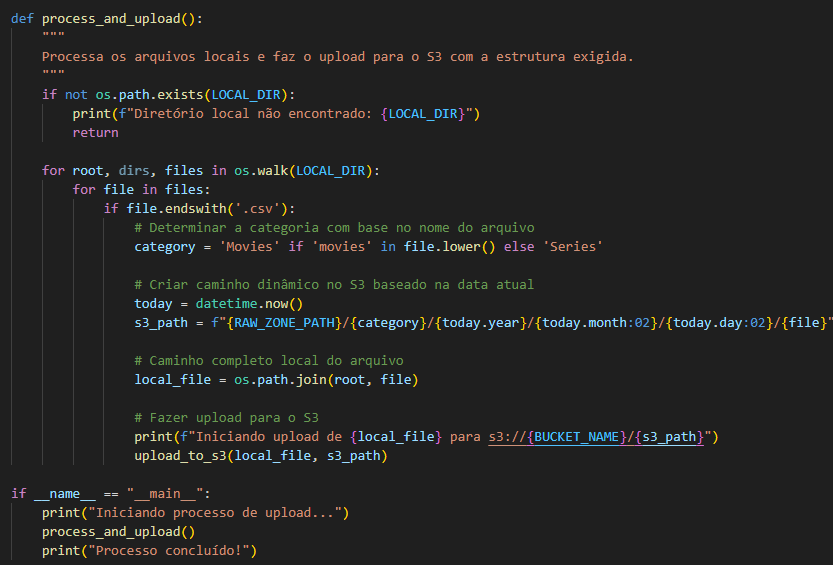 def process_and_upload():
    """
    Processa os arquivos locais e faz o upload para o S3 com a estrutura exigida.
    """
    if not os.path.exists(LOCAL_DIR):
        print(f"Diretório local não encontrado: {LOCAL_DIR}")
        return

    for root, dirs, files in os.walk(LOCAL_DIR):
        for file in files:
            if file.endswith('.csv'):
                # Determinar a categoria com base no nome do arquivo
                category = 'Movies' if 'movies' in file.lower() else 'Series'

                # Criar caminho dinâmico no S3 baseado na data atual
                today = datetime.now()
                s3_path = f"{RAW_ZONE_PATH}/{category}/{today.year}/{today.month:02}/{today.day:02}/{file}"

                # Caminho completo local do arquivo
                local_file = os.path.join(root, file)

                # Fazer upload para o S3
                print(f"Iniciando upload de {local_file} para s3://{BUCKET_NAME}/{s3_path}")
                upload_to_s3(local_file, s3_path)

if __name__ == "__main__":
    print("Iniciando processo de upload...")
    process_and_upload()
    print("Processo concluído!")